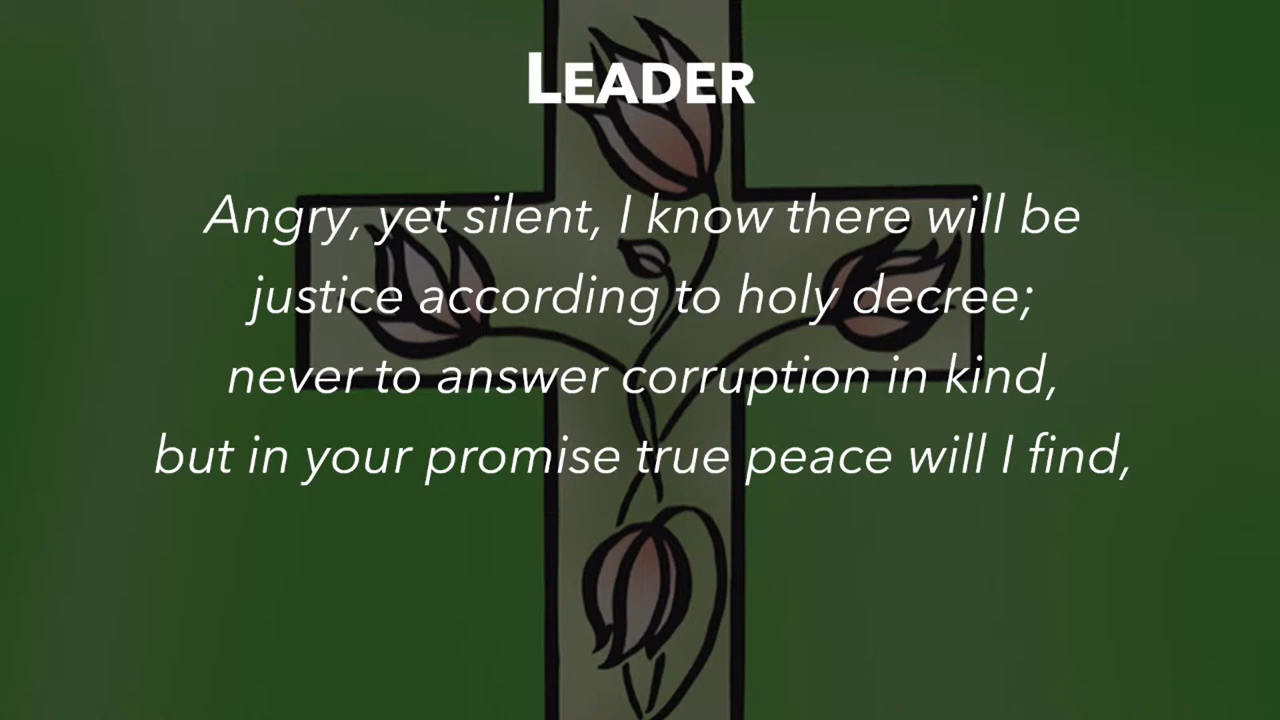 LEADER
Angry, yet silent, I know there will be
justice according to holy decree;
never to answer corruption in kind,
but in your promise true peace will I find,